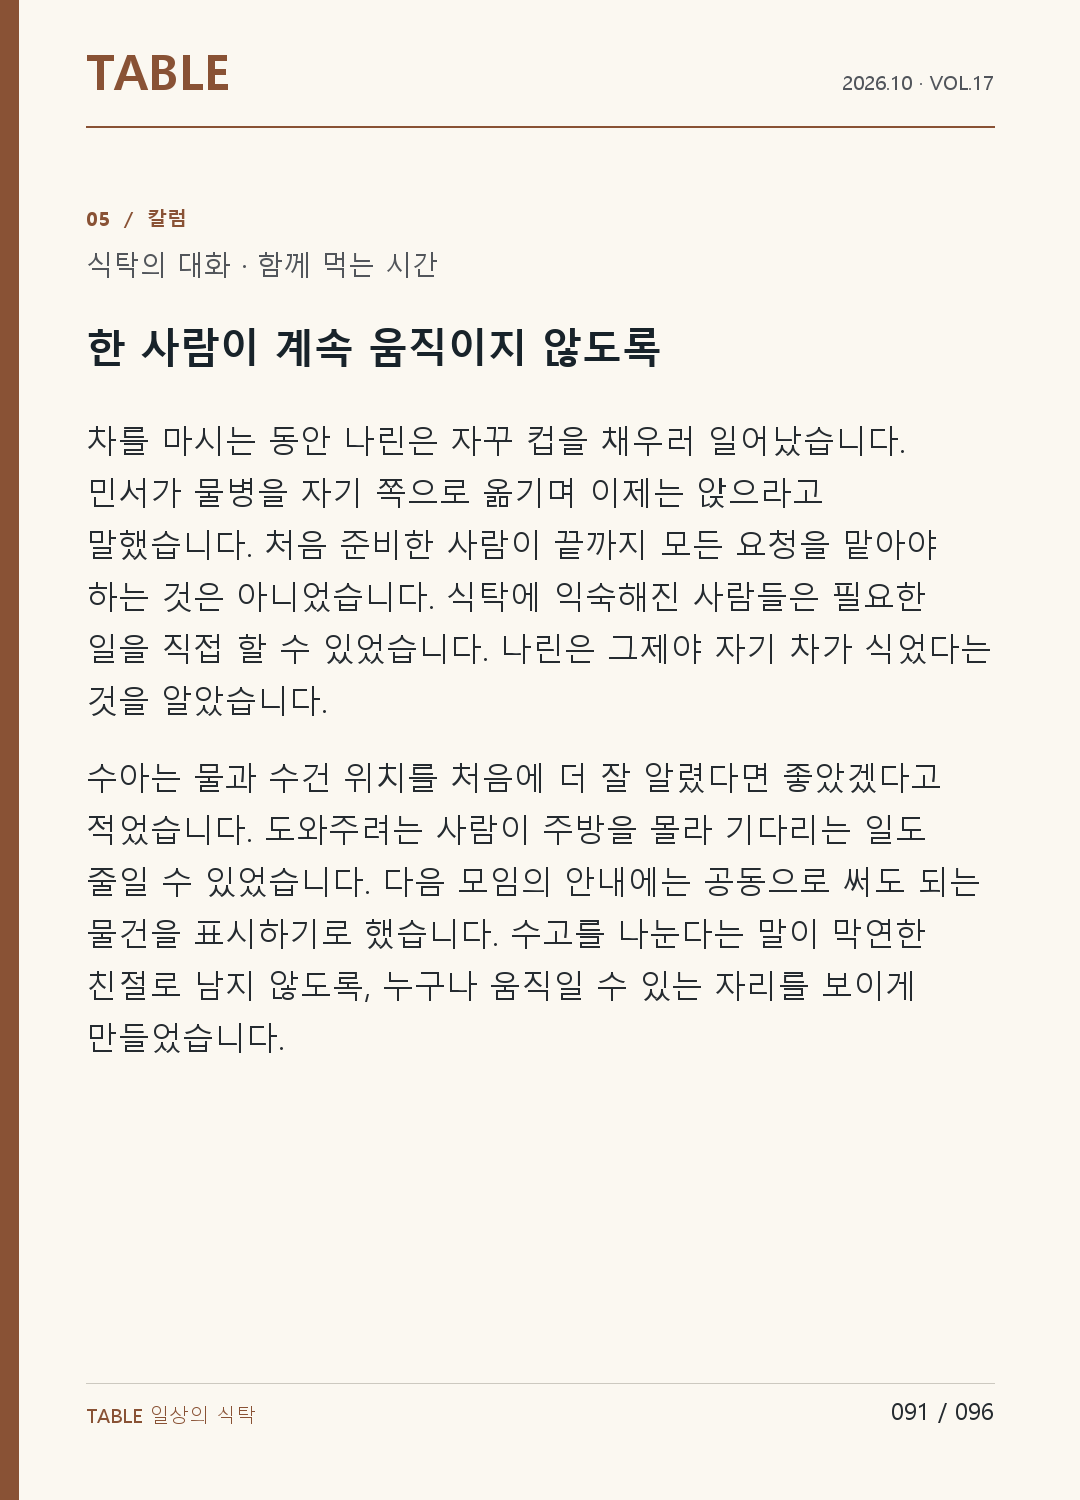 TABLE
2026.10 · VOL.17
05 / 칼럼
식탁의 대화 · 함께 먹는 시간
한 사람이 계속 움직이지 않도록
차를 마시는 동안 나린은 자꾸 컵을 채우러 일어났습니다.
민서가 물병을 자기 쪽으로 옮기며 이제는 앉으라고
말했습니다. 처음 준비한 사람이 끝까지 모든 요청을 맡아야
하는 것은 아니었습니다. 식탁에 익숙해진 사람들은 필요한
일을 직접 할 수 있었습니다. 나린은 그제야 자기 차가 식었다는
것을 알았습니다.
수아는 물과 수건 위치를 처음에 더 잘 알렸다면 좋았겠다고
적었습니다. 도와주려는 사람이 주방을 몰라 기다리는 일도
줄일 수 있었습니다. 다음 모임의 안내에는 공동으로 써도 되는
물건을 표시하기로 했습니다. 수고를 나눈다는 말이 막연한
친절로 남지 않도록, 누구나 움직일 수 있는 자리를 보이게
만들었습니다.
TABLE 일상의 식탁
091 / 096